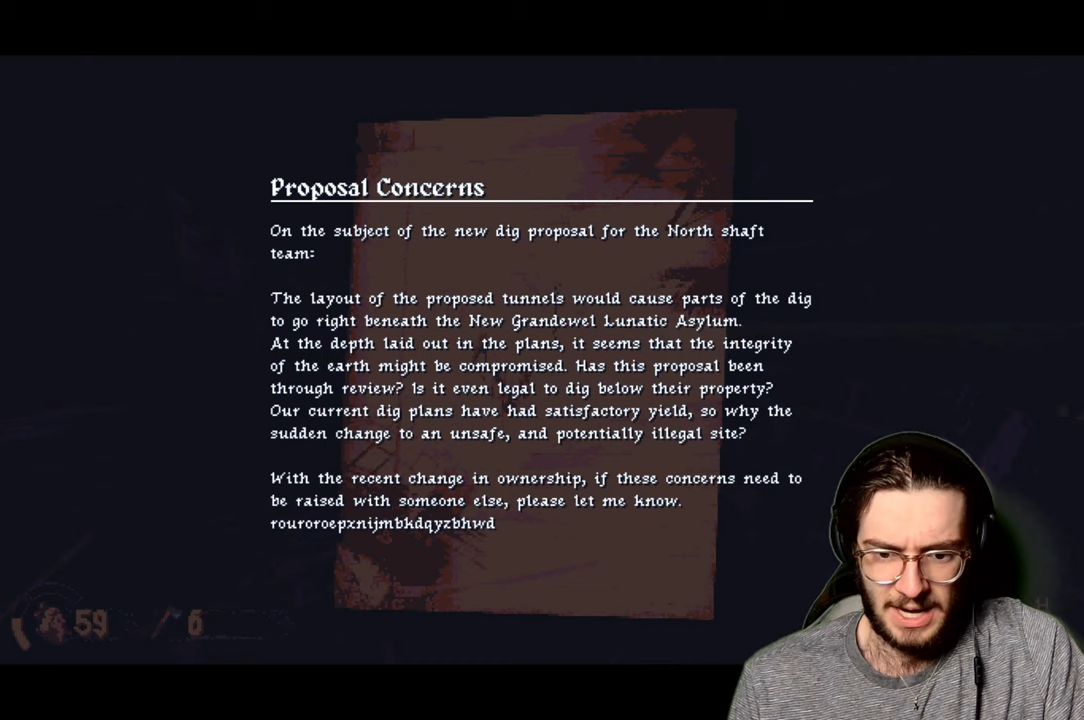 Proposal Concerns
On the subject of the new dig proposal for the North shaft
team:
The layout of the proposed tunnels would cause parts of the dig
to go right beneath the New Grandewel Lunatic Asylum.
At the depth laid out in the plans, it seems that the integrity
of the earth might be compromised. Has this proposal been
through review? Is it even legal to dig below their property?
Our current dig plans have had satisfactory yield, so why the
sudden change to an unsafe, and potentially illegal site?
With the recent change in ownership, if these concerns need to
be raised with someone else, please let me know.
rouroroepxnijmbkdqyzbhwd
59 / 6